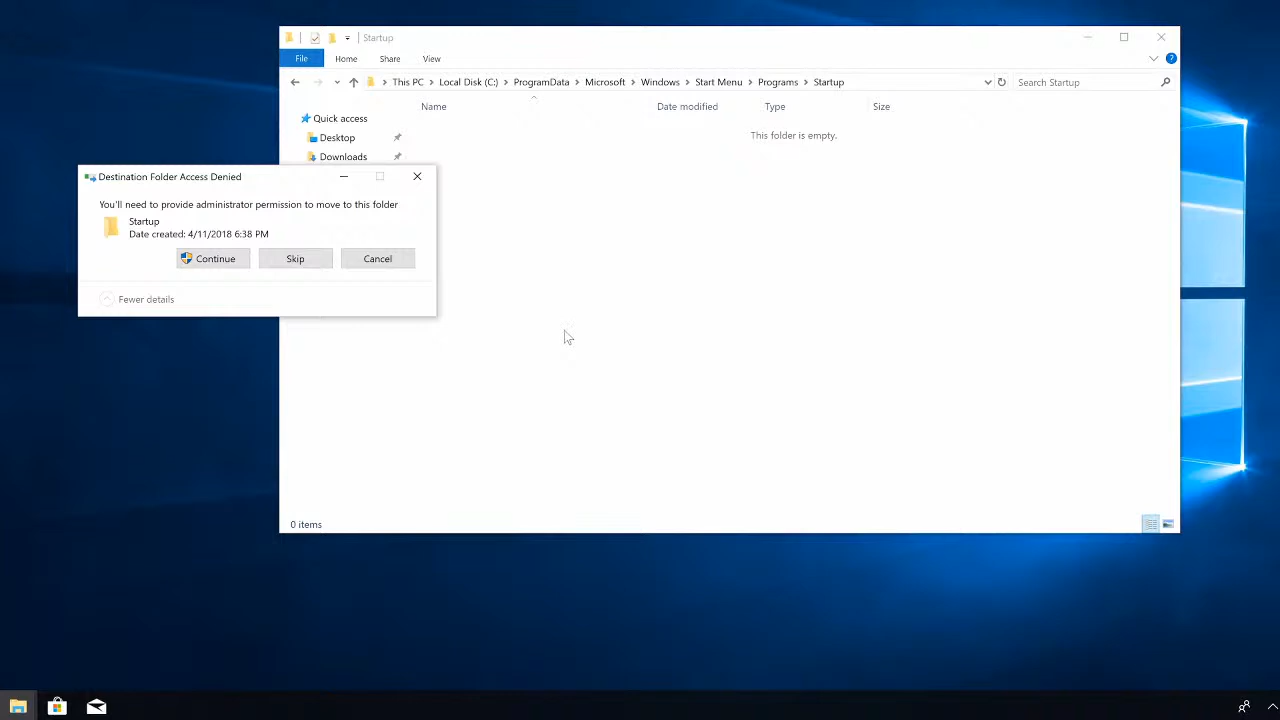 Startup
File Home Share View
This PC Local Disk (C:) ProgramData Microsoft Windows Start Menu Programs Startup Search Startup
Name Date modified Type Size
Quick access
This folder is empty.
Desktop
Downloads
Destination Folder Access Denied
You'll need to provide administrator permission to move to this folder
Startup
Date created: 4/11/2018 6:38 PM
Continue Skip Cancel
Fewer details
0 items